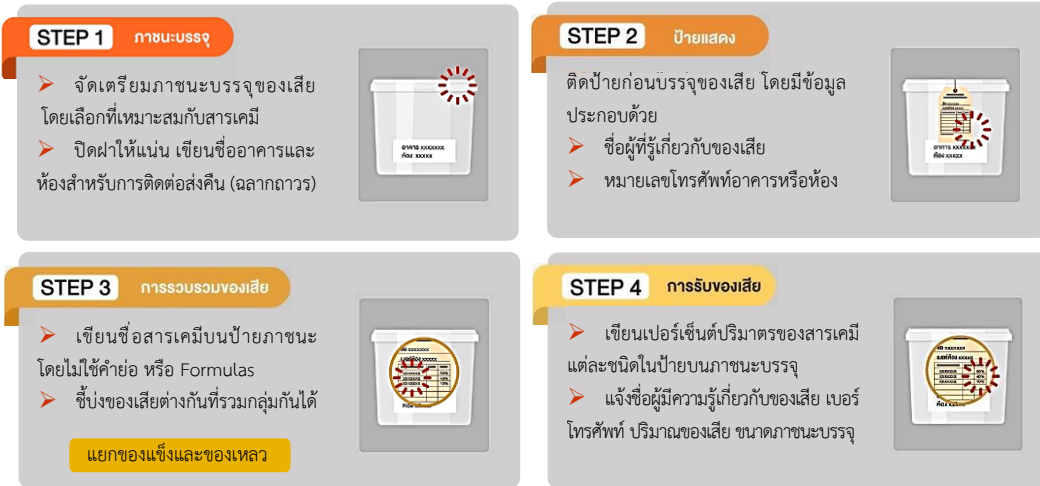 STEP 1 ภาชนะบรรจุ
➢ จัดเตรียมภาชนะบรรจุของเสีย
โดยเลือกที่เหมาะสมกับสารเคมี
➢ ปิดฝาให้แน่น เขียนชื่ออาคารและ
ห้องสำหรับการติดต่อส่งคืน (ฉลากถาวร)
อาคาร xxxxxxx
ห้อง xxxxx
STEP 2 ป้ายแสดง
ติดป้ายก่อนบรรจุของเสีย โดยมีข้อมูล
ประกอบด้วย
➢ ชื่อผู้ที่รู้เกี่ยวกับของเสีย
➢ หมายเลขโทรศัพท์อาคารหรือห้อง
อาคาร xxxxxxx
ห้อง xxxxx
STEP 3 การรวบรวมของเสีย
➢ เขียนชื่อสารเคมีบนป้ายภาชนะ
โดยไม่ใช้คำย่อ หรือ Formulas
➢ ชี้บ่งของเสียต่างกันที่รวมกลุ่มกันได้
แยกของแข็งและของเหลว
STEP 4 การรับของเสีย
➢ เขียนเปอร์เซ็นต์ปริมาตรของสารเคมี
แต่ละชนิดในป้ายบนภาชนะบรรจุ
➢ แจ้งชื่อผู้มีความรู้เกี่ยวกับของเสีย เบอร์
โทรศัพท์ ปริมาณของเสีย ขนาดภาชนะบรรจุ